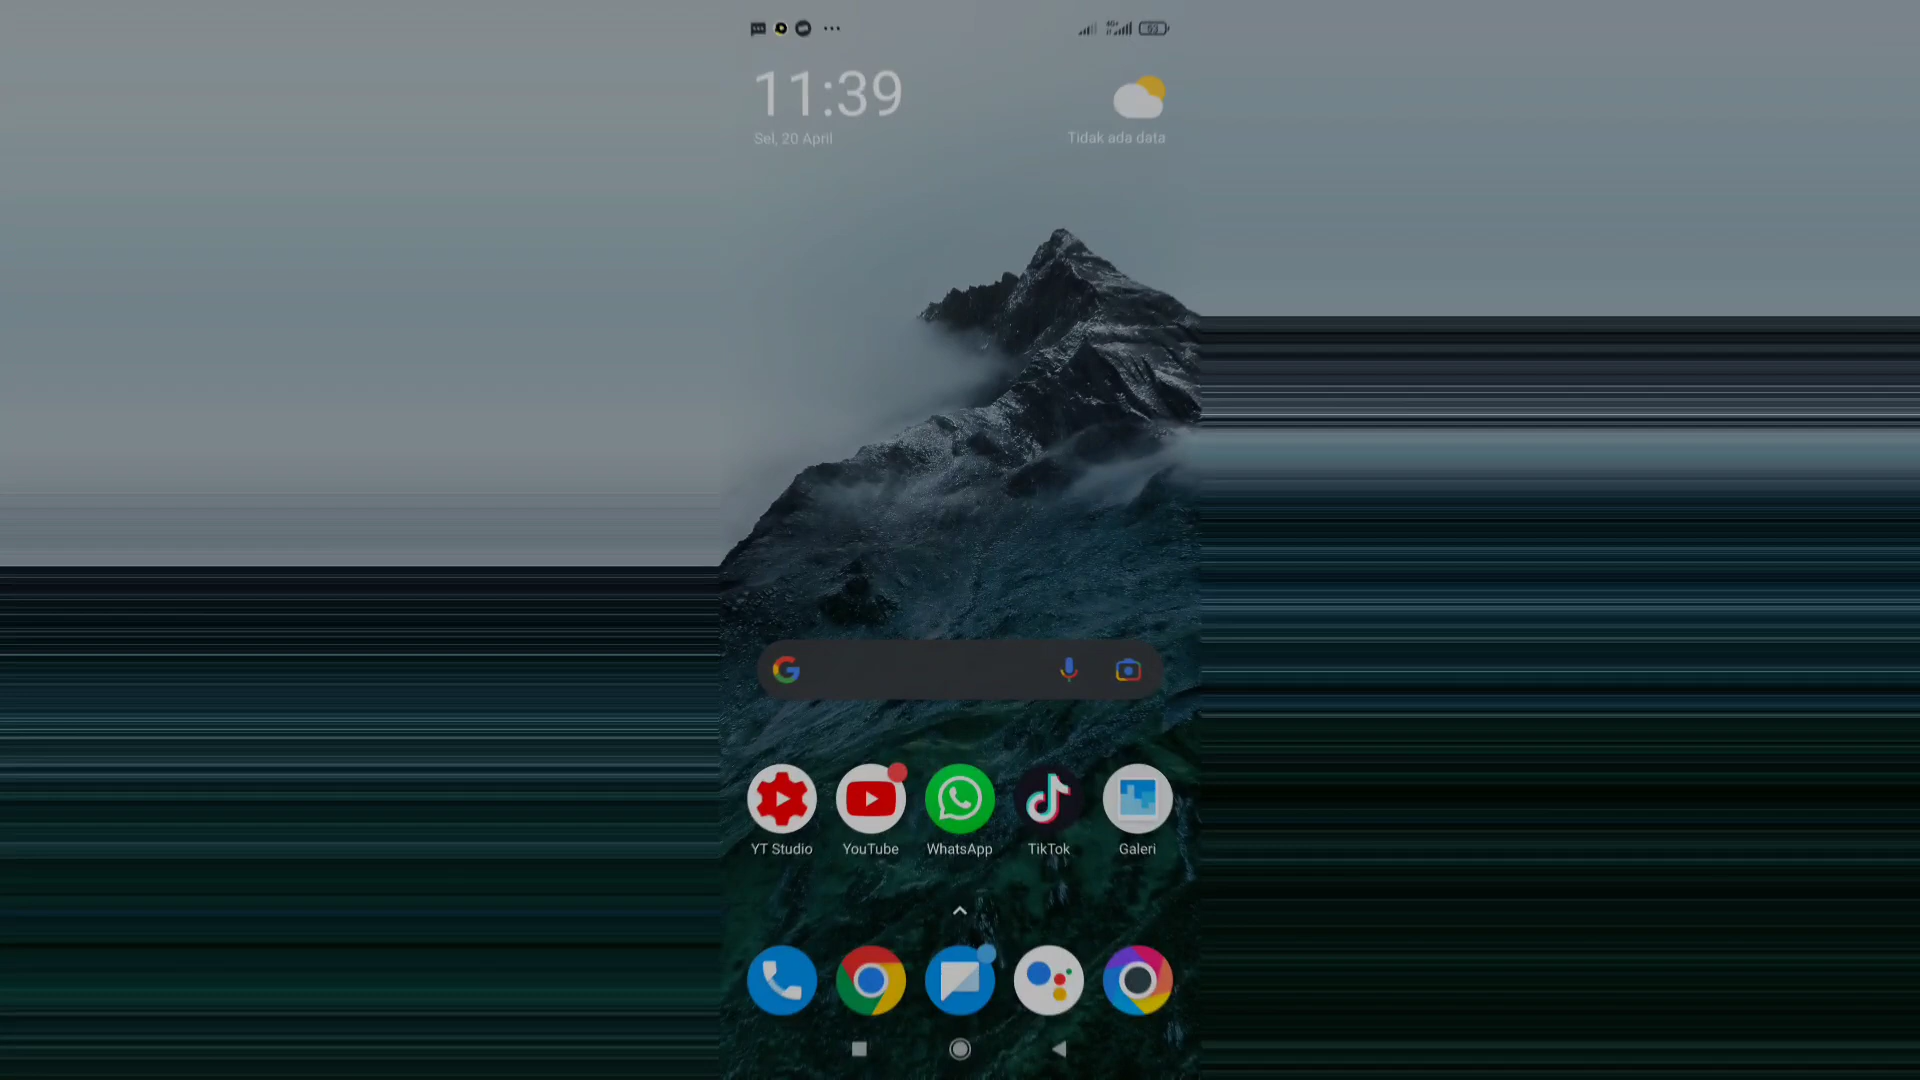 11:39
Sel, 20 April
Tidak ada data
YT Studio
YouTube
WhatsApp
TikTok
Galeri